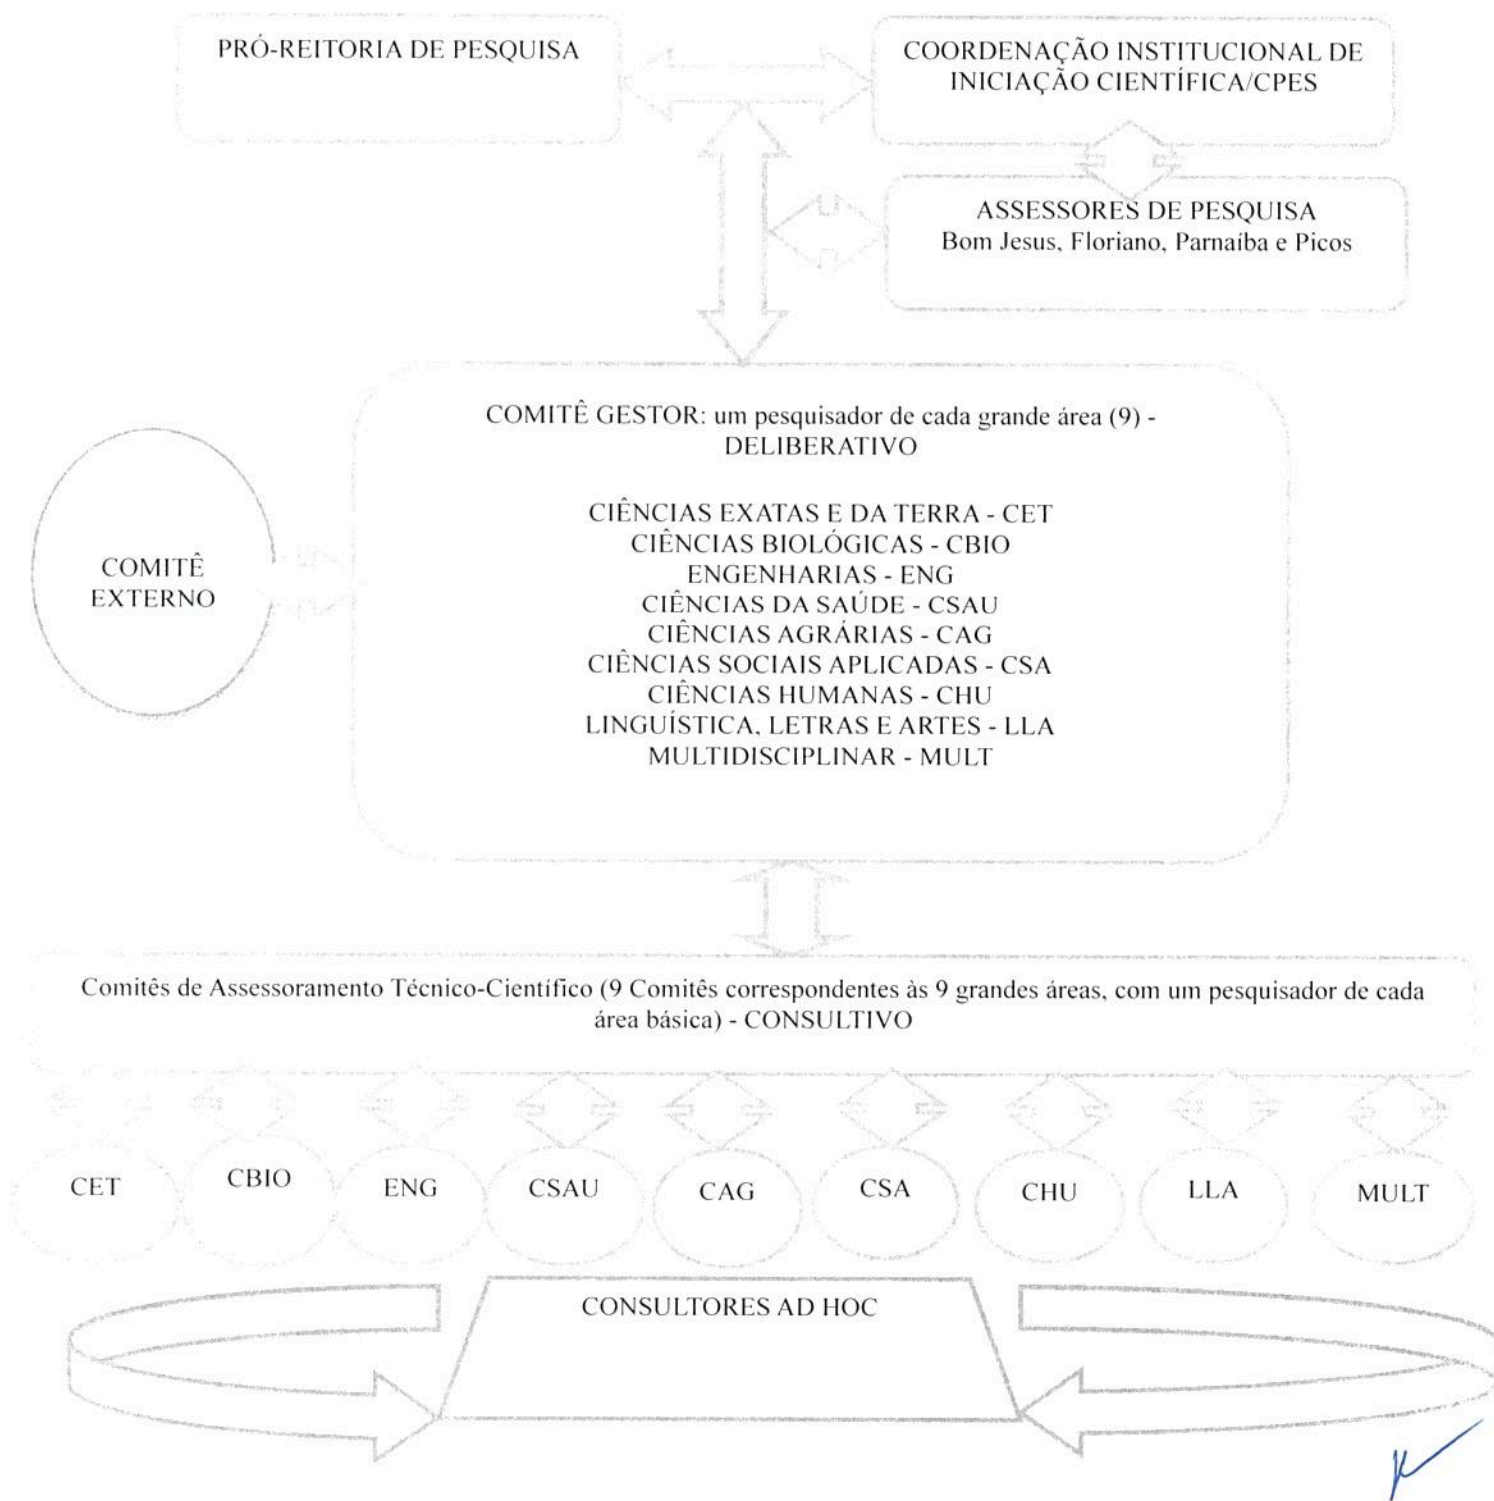 PRÓ-REITORIA DE PESQUISA
COORDENAÇÃO INSTITUCIONAL DE
INICIAÇÃO CIENTÍFICA/CPES
ASSESSORES DE PESQUISA
Bom Jesus, Floriano, Parnaíba e Picos
COMITÊ GESTOR: um pesquisador de cada grande área (9) -
DELIBERATIVO
CIÊNCIAS EXATAS E DA TERRA - CET
CIÊNCIAS BIOLÓGICAS - CBIO
ENGENHARIAS - ENG
CIÊNCIAS DA SAÚDE - CSAU
CIÊNCIAS AGRÁRIAS - CAG
CIÊNCIAS SOCIAIS APLICADAS - CSA
CIÊNCIAS HUMANAS - CHU
LINGUÍSTICA, LETRAS E ARTES - LLA
MULTIDISCIPLINAR - MULT
COMITÊ
EXTERNO
Comitês de Assessoramento Técnico-Científico (9 Comitês correspondentes às 9 grandes áreas, com um pesquisador de cada
área básica) - CONSULTIVO
CET
CBIO
ENG
CSAU
CAG
CSA
CHU
LLA
MULT
CONSULTORES AD HOC